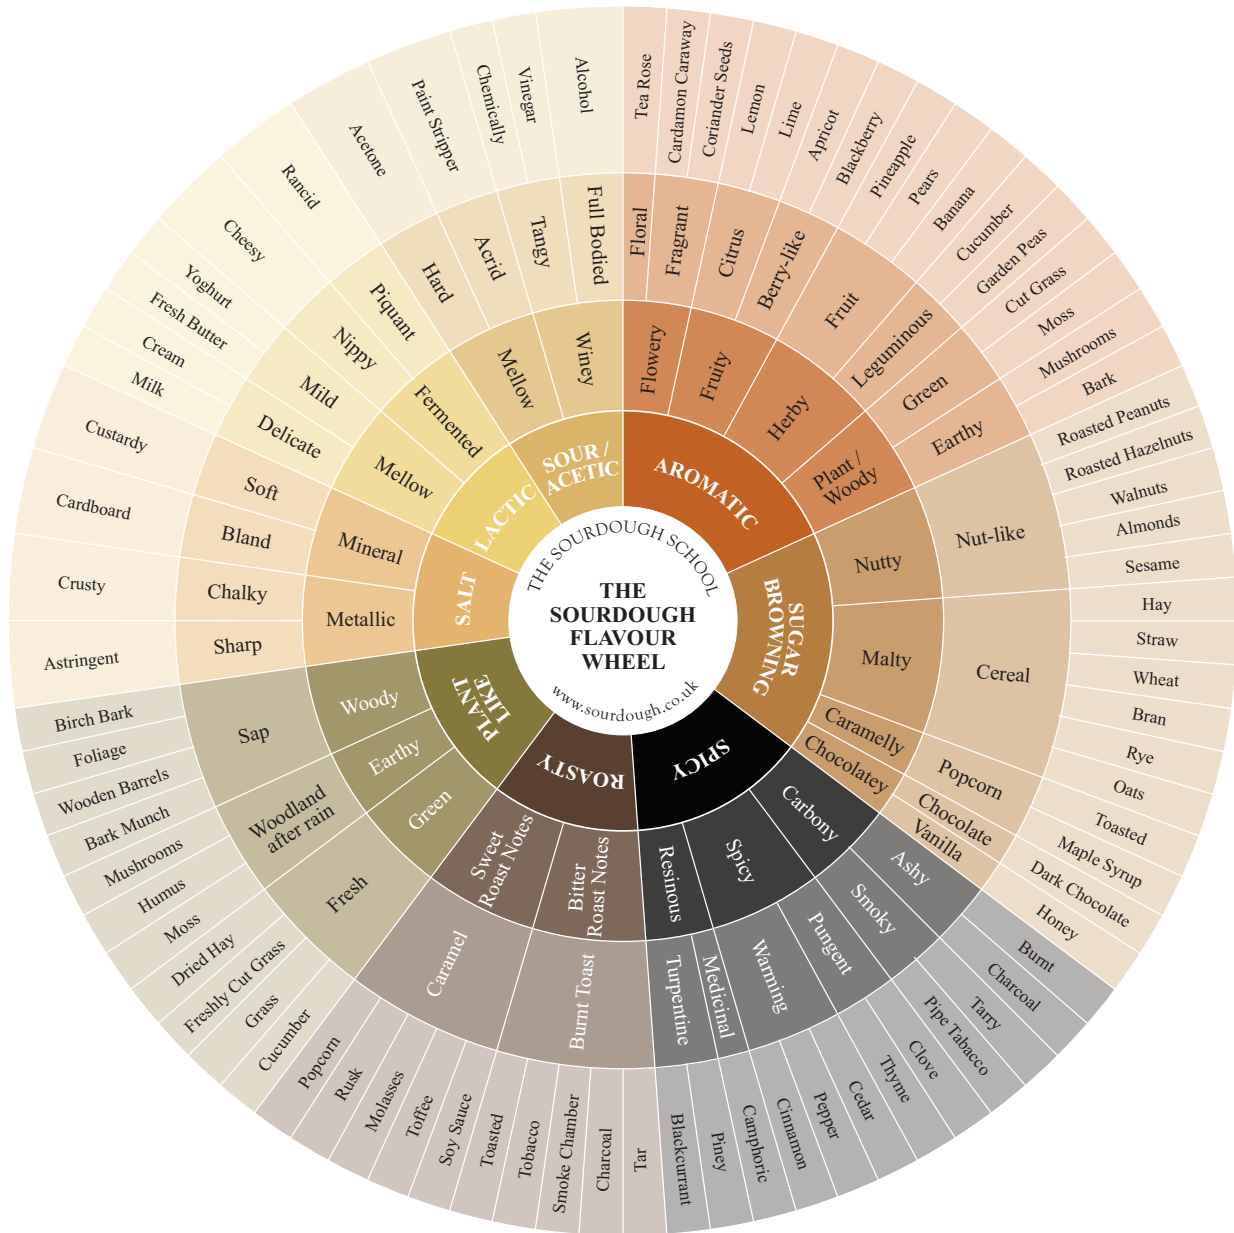 THE SOURDOUGH SCHOOL
THE
SOURDOUGH
FLAVOUR
WHEEL
www.sourdough.co.uk
AROMATIC
Flowery
Fruity
Herby
Plant /
Woody
Floral
Fragrant
Citrus
Berry-like
Fruit
Leguminous
Green
Earthy
Tea Rose
Cardamon Caraway
Coriander Seeds
Lemon
Lime
Apricot
Blackberry
Pineapple
Pears
Banana
Cucumber
Garden Peas
Cut Grass
Moss
Mushrooms
Bark
SUGAR
BROWNING
Nutty
Malty
Caramelly
Chocolatey
Nut-like
Cereal
Popcorn
Chocolate
Vanilla
Roasted Peanuts
Roasted Hazelnuts
Walnuts
Almonds
Sesame
Hay
Straw
Wheat
Bran
Rye
Oats
Toasted
Maple Syrup
Dark Chocolate
Honey
SPICY
Carbony
Spicy
Resinous
Ashy
Smoky
Pungent
Warming
Medicinal
Turpentine
Burnt
Charcoal
Tarry
Pipe Tabacco
Clove
Thyme
Cedar
Pepper
Cinnamon
Camphoric
Piney
Blackcurrant
ROASTY
Bitter
Roast Notes
Sweet
Roast Notes
Burnt Toast
Caramel
Tar
Charcoal
Smoke Chamber
Tobacco
Toasted
Soy Sauce
Toffee
Molasses
Rusk
Popcorn
PLANT
LIKE
Green
Earthy
Woody
Fresh
Woodland
after rain
Sap
Cucumber
Grass
Freshly Cut Grass
Dried Hay
Moss
Humus
Mushrooms
Bark Munch
Wooden Barrels
Foliage
Birch Bark
SALT
Metallic
Mineral
Sharp
Chalky
Bland
Soft
Astringent
Crusty
Cardboard
Custardy
LACTIC
Mellow
Fermented
Delicate
Mild
Nippy
Piquant
Milk
Cream
Fresh Butter
Yoghurt
Cheesy
Rancid
SOUR /
ACETIC
Mellow
Winey
Hard
Acrid
Tangy
Full Bodied
Acetone
Paint Stripper
Chemically
Vinegar
Alcohol